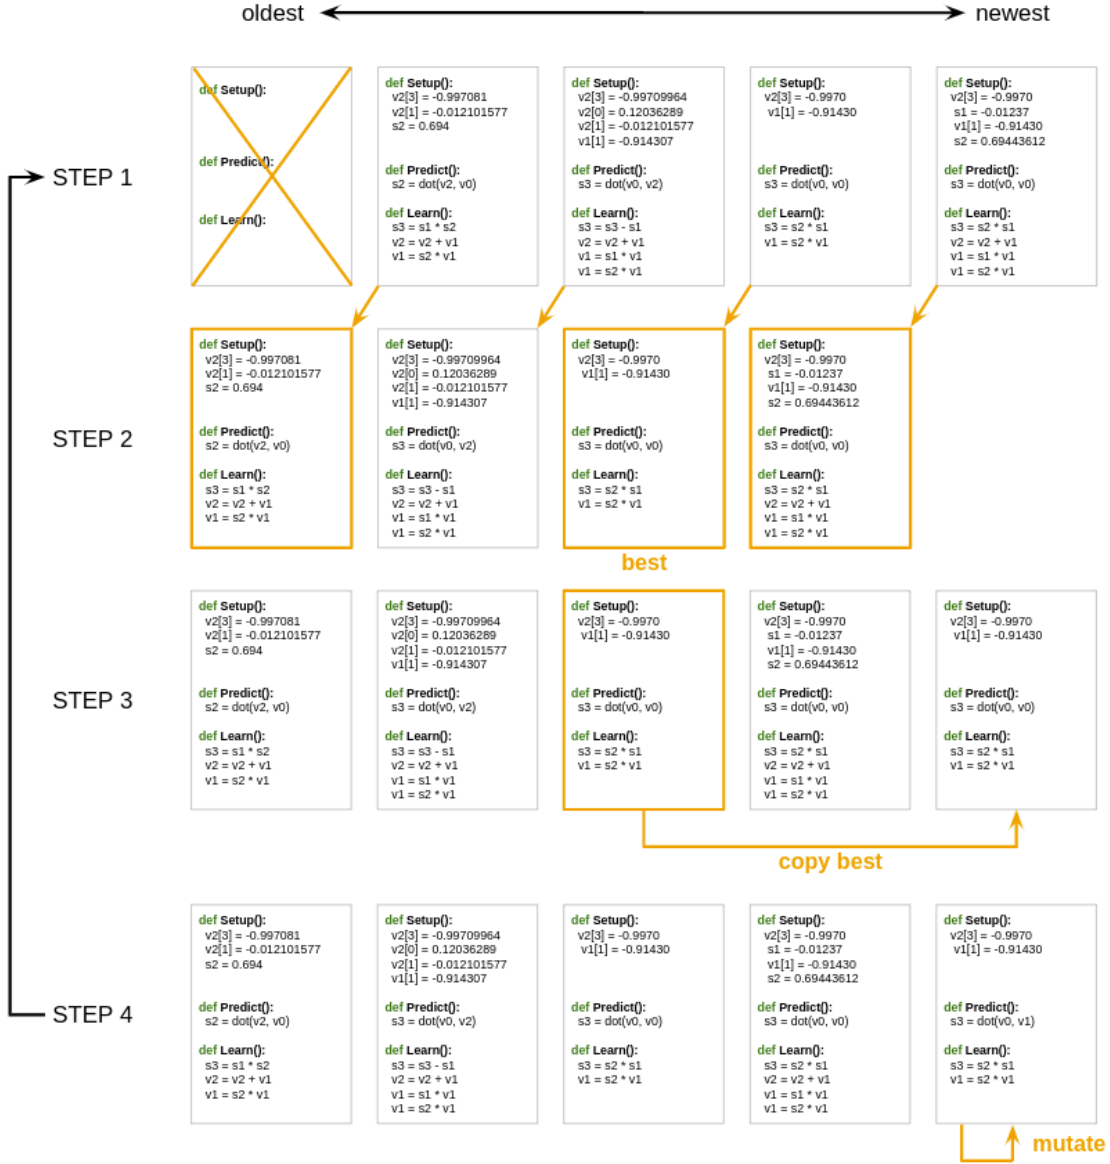 oldest newest
STEP 1
def Setup():
def Predict():
def Learn():
def Setup():
v2[3] = -0.997081
v2[1] = -0.012101577
s2 = 0.694
def Predict():
s2 = dot(v2, v0)
def Learn():
s3 = s1 * s2
v2 = v2 + v1
v1 = s2 * v1
def Setup():
v2[3] = -0.99709964
v2[0] = 0.12036289
v2[1] = -0.012101577
v1[1] = -0.914307
def Predict():
s3 = dot(v0, v2)
def Learn():
s3 = s3 - s1
v2 = v2 + v1
v1 = s1 * v1
v1 = s2 * v1
def Setup():
v2[3] = -0.9970
v1[1] = -0.91430
def Predict():
s3 = dot(v0, v0)
def Learn():
s3 = s2 * s1
v1 = s2 * v1
def Setup():
v2[3] = -0.9970
s1 = -0.01237
v1[1] = -0.91430
s2 = 0.69443612
def Predict():
s3 = dot(v0, v0)
def Learn():
s3 = s2 * s1
v2 = v2 + v1
v1 = s1 * v1
v1 = s2 * v1
STEP 2
def Setup():
v2[3] = -0.997081
v2[1] = -0.012101577
s2 = 0.694
def Predict():
s2 = dot(v2, v0)
def Learn():
s3 = s1 * s2
v2 = v2 + v1
v1 = s2 * v1
def Setup():
v2[3] = -0.99709964
v2[0] = 0.12036289
v2[1] = -0.012101577
v1[1] = -0.914307
def Predict():
s3 = dot(v0, v2)
def Learn():
s3 = s3 - s1
v2 = v2 + v1
v1 = s1 * v1
v1 = s2 * v1
def Setup():
v2[3] = -0.9970
v1[1] = -0.91430
def Predict():
s3 = dot(v0, v0)
def Learn():
s3 = s2 * s1
v1 = s2 * v1
best
def Setup():
v2[3] = -0.9970
s1 = -0.01237
v1[1] = -0.91430
s2 = 0.69443612
def Predict():
s3 = dot(v0, v0)
def Learn():
s3 = s2 * s1
v2 = v2 + v1
v1 = s1 * v1
v1 = s2 * v1
STEP 3
def Setup():
v2[3] = -0.997081
v2[1] = -0.012101577
s2 = 0.694
def Predict():
s2 = dot(v2, v0)
def Learn():
s3 = s1 * s2
v2 = v2 + v1
v1 = s2 * v1
def Setup():
v2[3] = -0.99709964
v2[0] = 0.12036289
v2[1] = -0.012101577
v1[1] = -0.914307
def Predict():
s3 = dot(v0, v2)
def Learn():
s3 = s3 - s1
v2 = v2 + v1
v1 = s1 * v1
v1 = s2 * v1
def Setup():
v2[3] = -0.9970
v1[1] = -0.91430
def Predict():
s3 = dot(v0, v0)
def Learn():
s3 = s2 * s1
v1 = s2 * v1
def Setup():
v2[3] = -0.9970
s1 = -0.01237
v1[1] = -0.91430
s2 = 0.69443612
def Predict():
s3 = dot(v0, v0)
def Learn():
s3 = s2 * s1
v2 = v2 + v1
v1 = s1 * v1
v1 = s2 * v1
def Setup():
v2[3] = -0.9970
v1[1] = -0.91430
def Predict():
s3 = dot(v0, v0)
def Learn():
s3 = s2 * s1
v1 = s2 * v1
copy best
STEP 4
def Setup():
v2[3] = -0.997081
v2[1] = -0.012101577
s2 = 0.694
def Predict():
s2 = dot(v2, v0)
def Learn():
s3 = s1 * s2
v2 = v2 + v1
v1 = s2 * v1
def Setup():
v2[3] = -0.99709964
v2[0] = 0.12036289
v2[1] = -0.012101577
v1[1] = -0.914307
def Predict():
s3 = dot(v0, v2)
def Learn():
s3 = s3 - s1
v2 = v2 + v1
v1 = s1 * v1
v1 = s2 * v1
def Setup():
v2[3] = -0.9970
v1[1] = -0.91430
def Predict():
s3 = dot(v0, v0)
def Learn():
s3 = s2 * s1
v1 = s2 * v1
def Setup():
v2[3] = -0.9970
s1 = -0.01237
v1[1] = -0.91430
s2 = 0.69443612
def Predict():
s3 = dot(v0, v0)
def Learn():
s3 = s2 * s1
v2 = v2 + v1
v1 = s1 * v1
v1 = s2 * v1
def Setup():
v2[3] = -0.9970
v1[1] = -0.91430
def Predict():
s3 = dot(v0, v1)
def Learn():
s3 = s2 * s1
v1 = s2 * v1
mutate